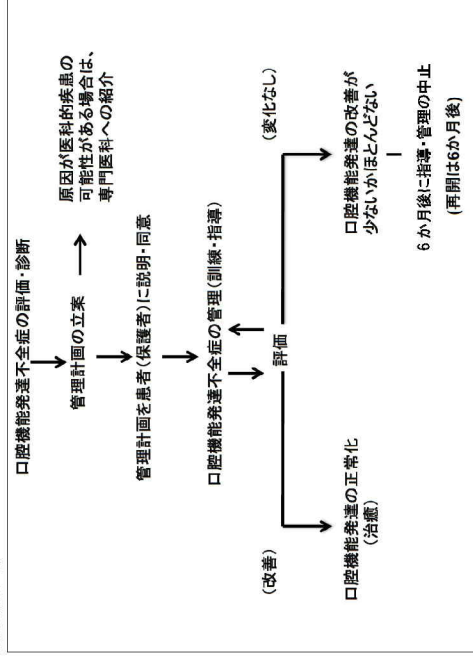 口腔機能発達不全症の評価・診断
管理計画の立案
原因が医科的疾患の
可能性がある場合は、
専門医科への紹介
管理計画を患者(保護者)に説明・同意
口腔機能発達不全症の管理(訓練・指導)
評価
(改善)
(変化なし)
口腔機能発達の正常化
(治癒)
口腔機能発達の改善が
少ないかほとんどない
6か月後に指導・管理の中止
(再開は6か月後)